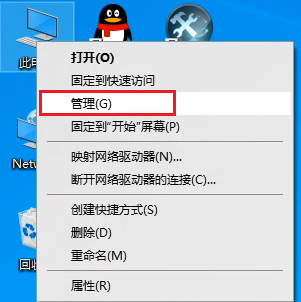 此
打开(O)
固定到快速访问
管理(G)
固定到"开始"屏幕(P)
Netw
映射网络驱动器(N)...
断开网络驱动器的连接(C)...
创建快捷方式(S)
删除(D)
回收
重命名(M)
属性(R)